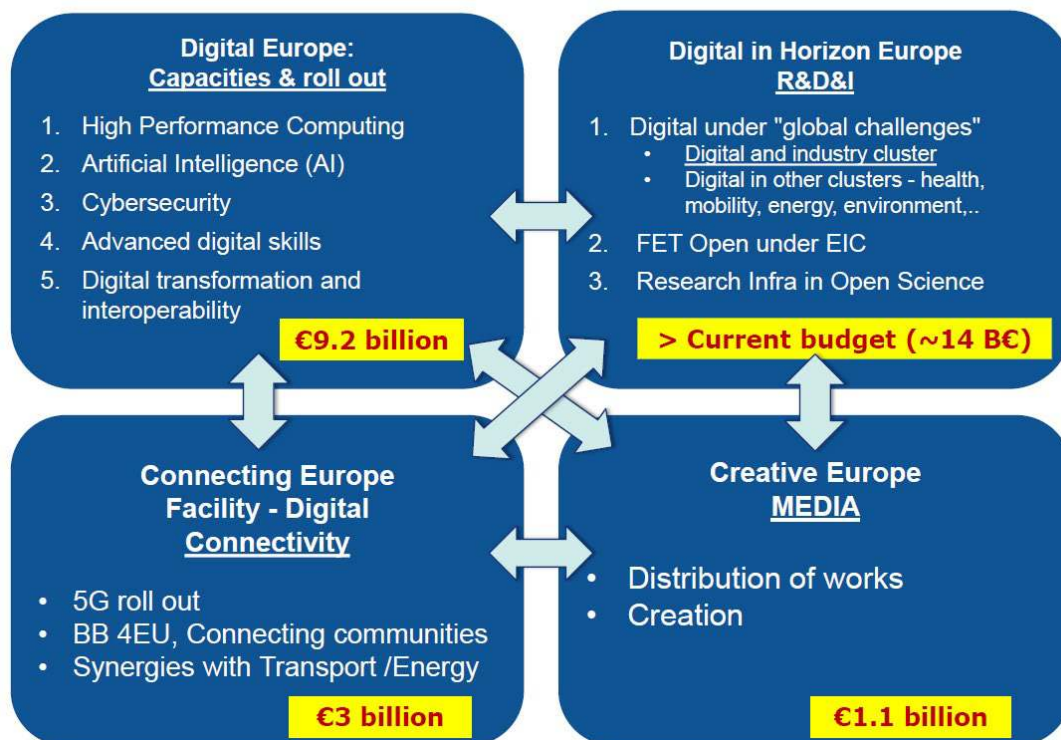 Digital Europe:
Capacities & roll out
1. High Performance Computing
2. Artificial Intelligence (AI)
3. Cybersecurity
4. Advanced digital skills
5. Digital transformation and
interoperability
€9.2 billion
Digital in Horizon Europe
R&D&I
1. Digital under "global challenges"
• Digital and industry cluster
• Digital in other clusters - health,
mobility, energy, environment,..
2. FET Open under EIC
3. Research Infra in Open Science
> Current budget (~14 B€)
Connecting Europe
Facility - Digital
Connectivity
• 5G roll out
• BB 4EU, Connecting communities
• Synergies with Transport /Energy
€3 billion
Creative Europe
MEDIA
• Distribution of works
• Creation
€1.1 billion